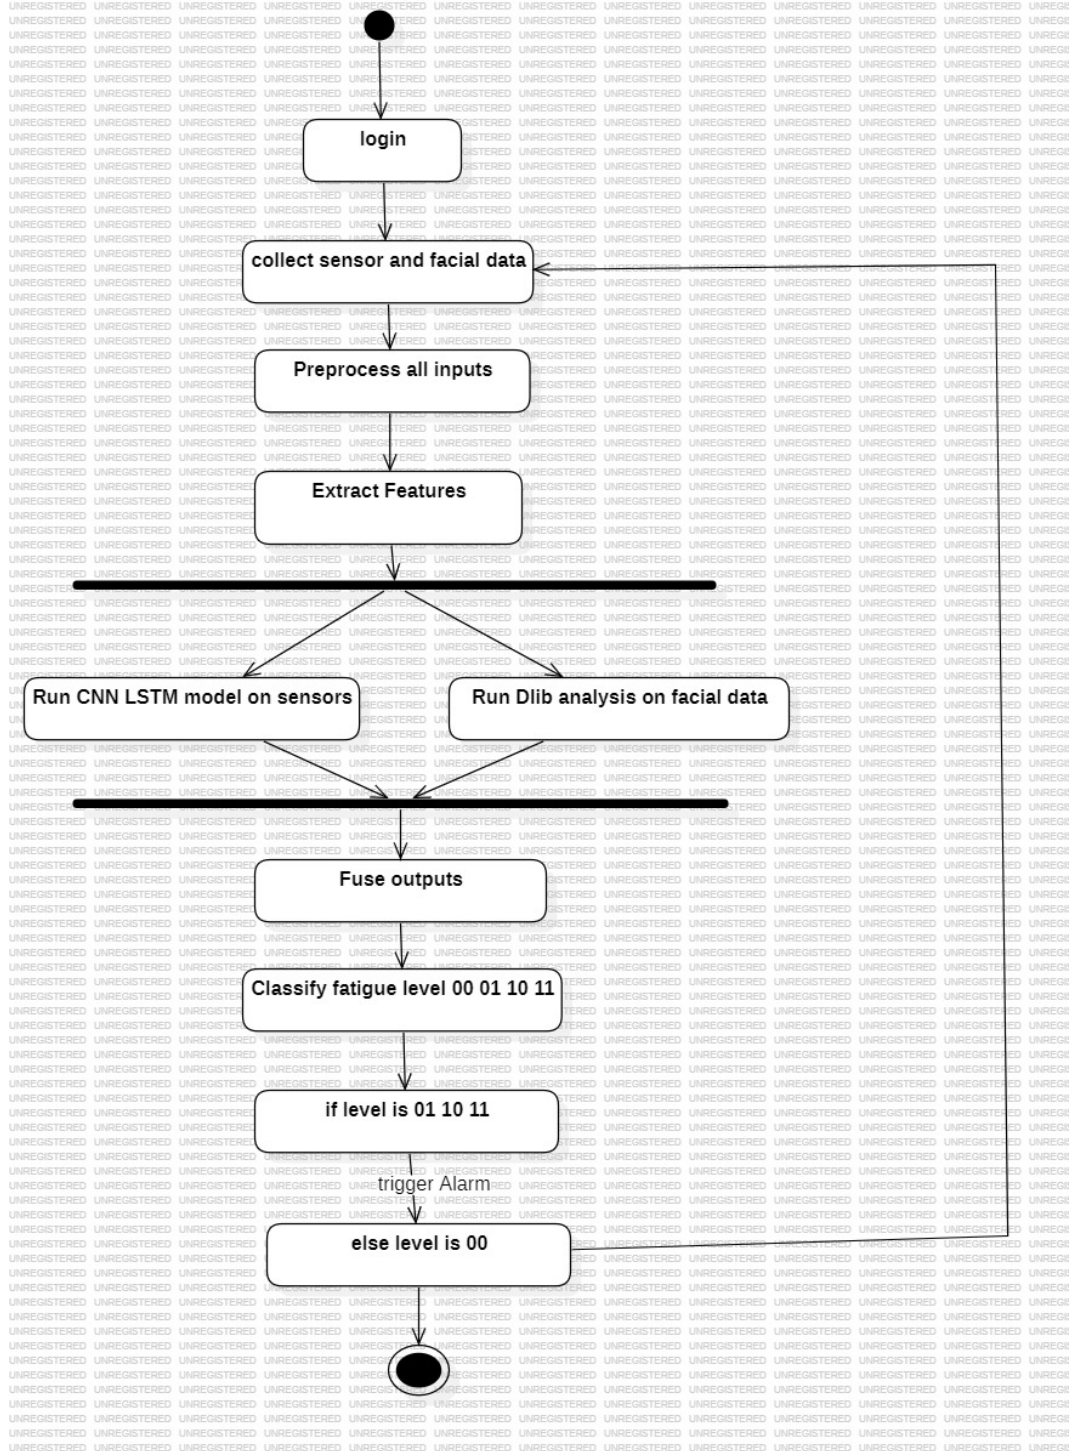 login
collect sensor and facial data
Preprocess all inputs
Extract Features
Run CNN LSTM model on sensors
Run Dlib analysis on facial data
Fuse outputs
Classify fatigue level 00 01 10 11
if level is 01 10 11
trigger Alarm
else level is 00
UNREGISTERED